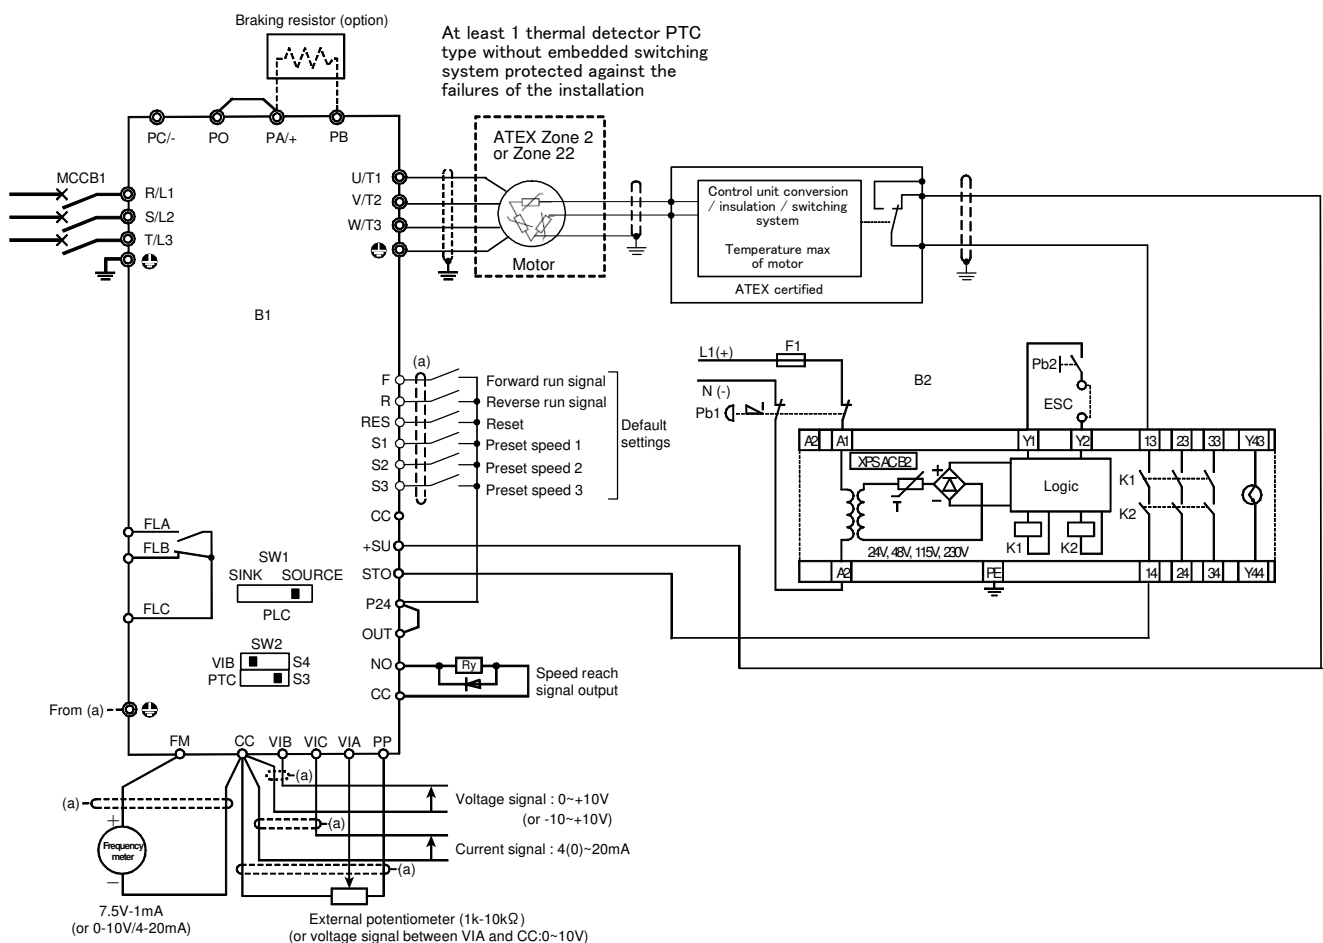 Braking resistor (option)
At least 1 thermal detector PTC
type without embedded switching
system protected against the
failures of the installation
PC/-
PO
PA/+
PB
MCCB1
R/L1
S/L2
T/L3
U/T1
V/T2
W/T3
ATEX Zone 2
or Zone 22
Motor
Control unit conversion
/ insulation / switching
system
Temperature max
of motor
ATEX certified
B1
(a)
F
R
RES
S1
S2
S3
CC
+SU
STO
P24
OUT
NO
CC
Forward run signal
Reverse run signal
Reset
Preset speed 1
Preset speed 2
Preset speed 3
Default
settings
L1(+)
F1
N (-)
Pb1
B2
Pb2
ESC
A2
A1
Y1
Y2
13
23
33
Y43
XPSACB2
T
+
−
Logic
K1
K2
K1
K2
24V, 48V, 115V, 230V
A2
PE
14
24
34
Y44
FLA
FLB
FLC
SW1
SINK SOURCE
PLC
SW2
VIB
S4
PTC
S3
Ry
Speed reach
signal output
From (a)
FM
CC
VIB
VIC
VIA
PP
(a)
(a)
(a)
(a)
Voltage signal : 0~+10V
(or -10~+10V)
Current signal : 4(0)~20mA
+
Frequency
meter
−
7.5V-1mA
(or 0-10V/4-20mA)
External potentiometer (1k-10kΩ)
(or voltage signal between VIA and CC:0~10V)